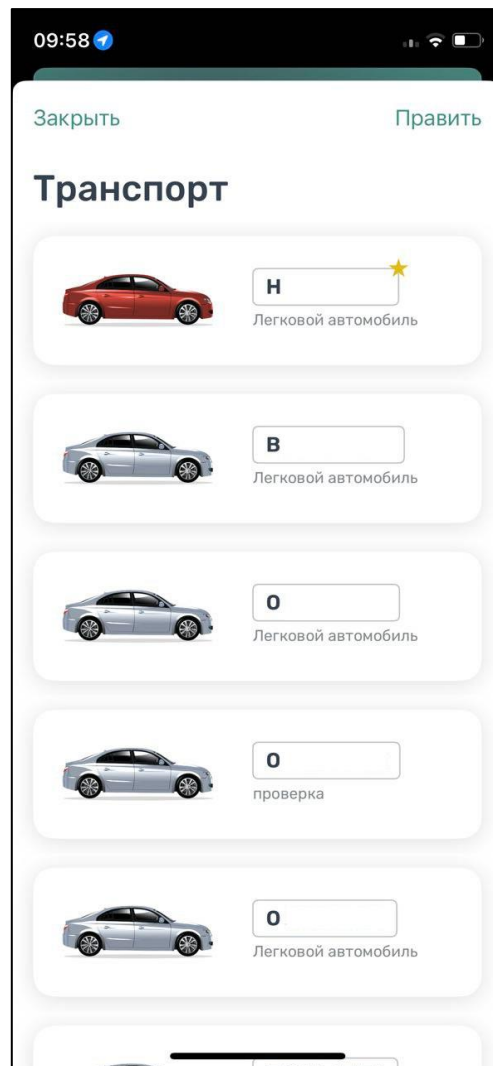 09:58
Закрыть
Править
Транспорт
Н
Легковой автомобиль
В
Легковой автомобиль
О
Легковой автомобиль
О
проверка
О
Легковой автомобиль